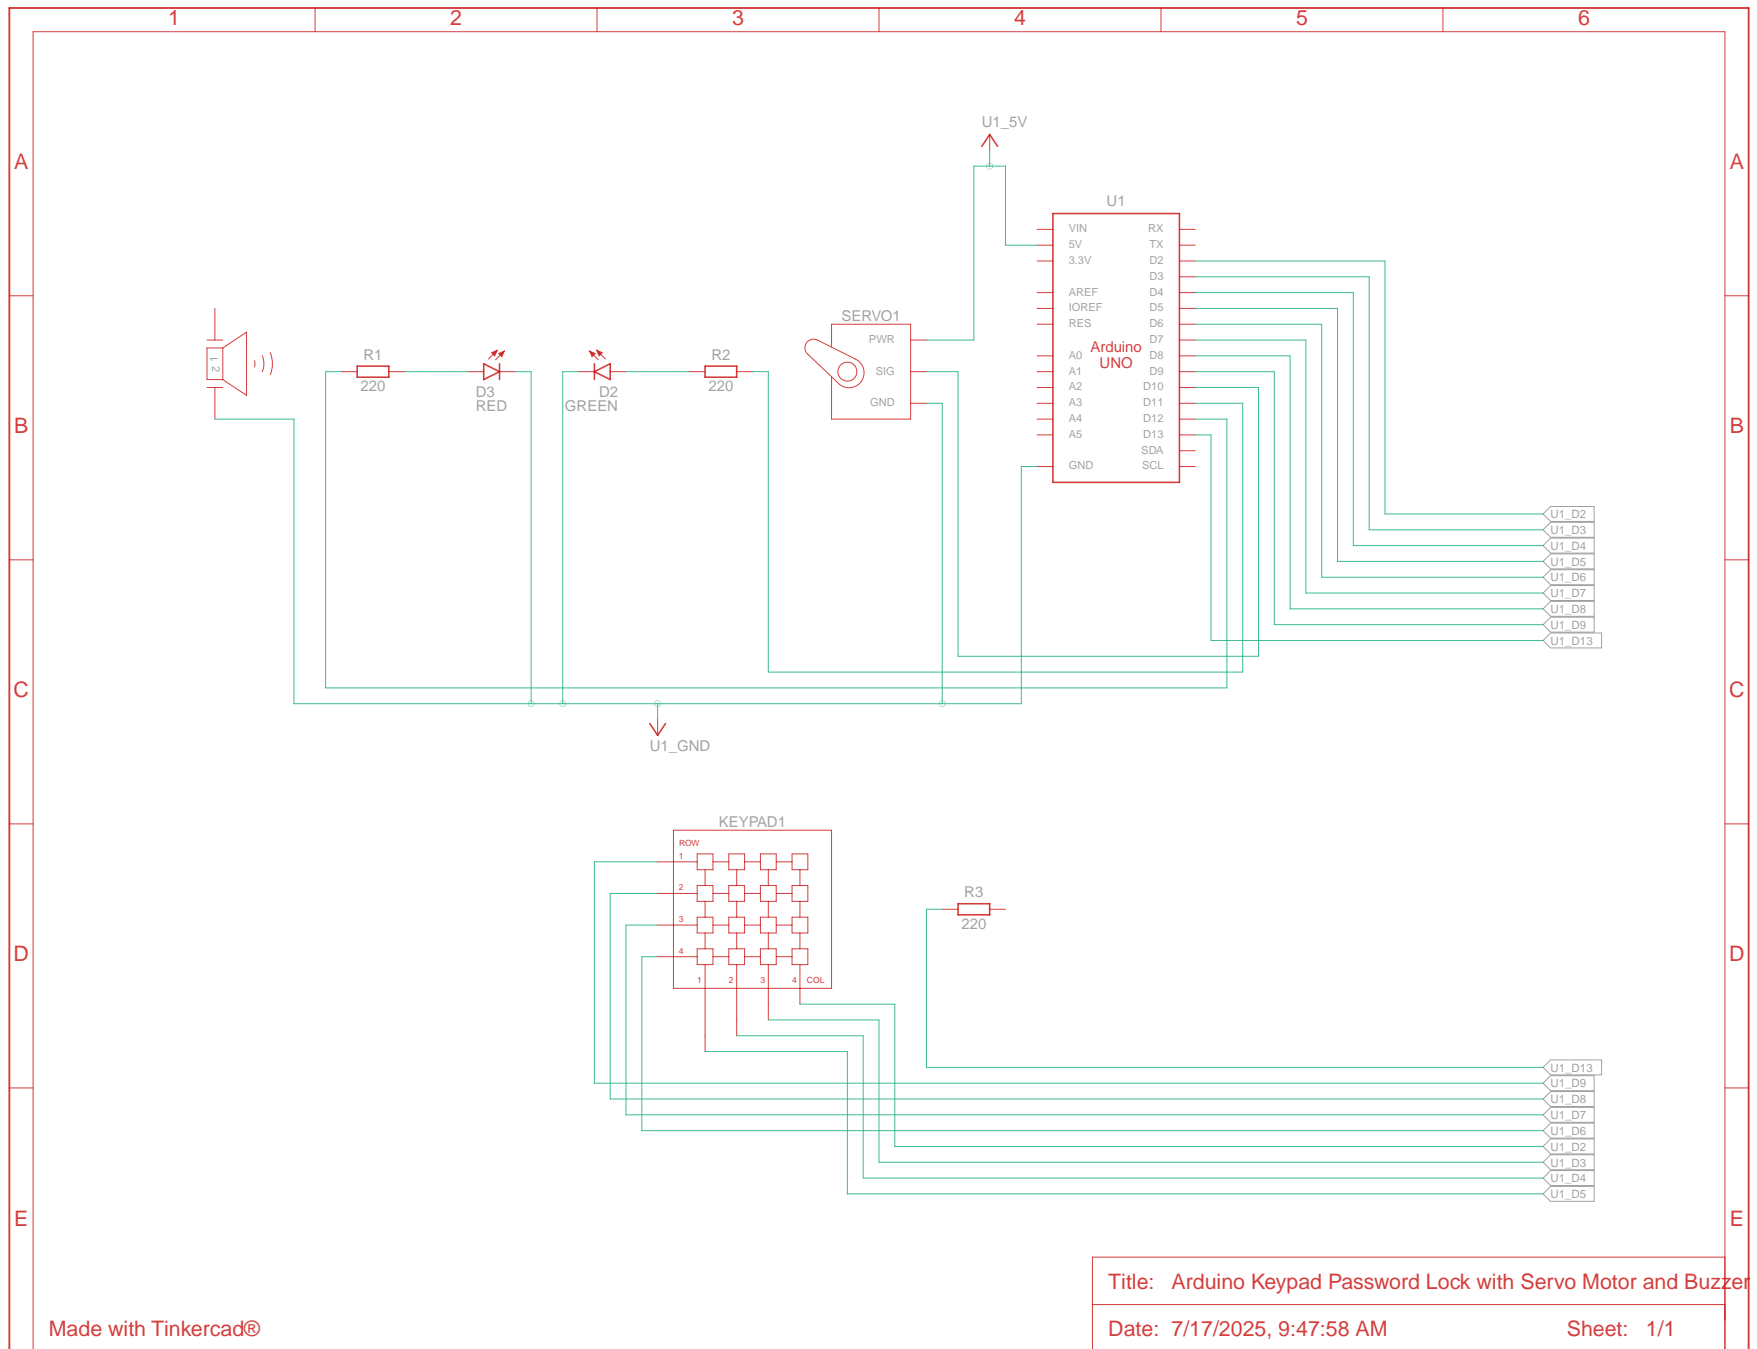 1 2 3 4 5 6
A A
U1_5V
U1
VIN RX
5V TX
3.3V D2
D3
AREF D4
IOREF D5
RES D6
D7
Arduino
UNO
A0 D8
A1 D9
A2 D10
A3 D11
A4 D12
A5 D13
SDA
GND SCL
SERVO1
PWR
SIG
GND
1 2
R1
220
D3
RED
D2
GREEN
R2
220
B B
U1_D2
U1_D3
U1_D4
U1_D5
U1_D6
U1_D7
U1_D8
U1_D9
U1_D13
C C
U1_GND
KEYPAD1
ROW
1
2
3
4
1 2 3 4 COL
R3
220
D D
U1_D13
U1_D9
U1_D8
U1_D7
U1_D6
U1_D2
U1_D3
U1_D4
U1_D5
E E
Title: Arduino Keypad Password Lock with Servo Motor and Buzzer
Made with Tinkercad®
Date: 7/17/2025, 9:47:58 AM Sheet: 1/1